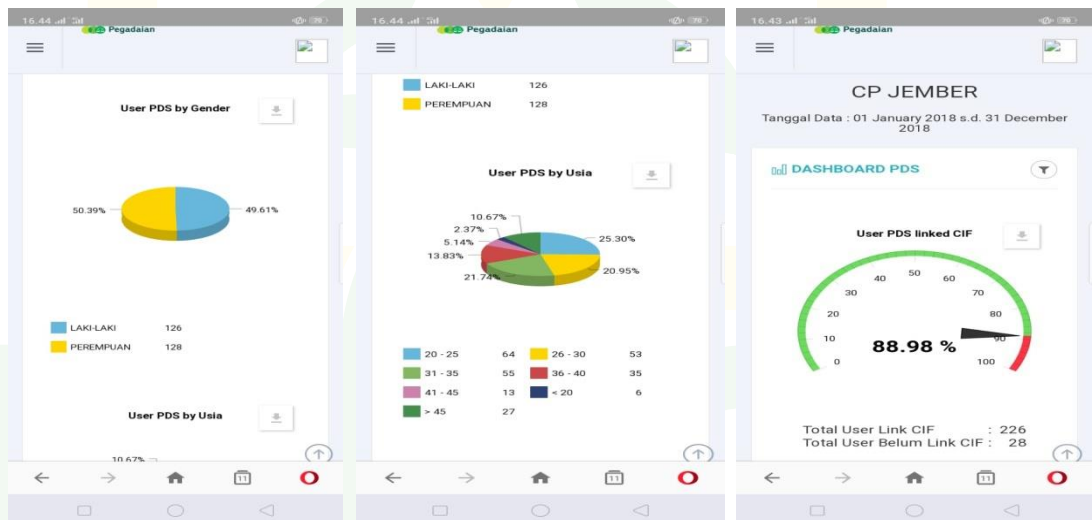 16.44
Pegadaian
User PDS by Gender
50.39%
49.61%
LAKI-LAKI 126
PEREMPUAN 128
User PDS by Usia
10.67%
11
16.44
Pegadaian
LAKI-LAKI 126
PEREMPUAN 128
User PDS by Usia
10.67%
2.37%
5.14%
13.83%
21.74%
25.30%
20.95%
20 - 25 64 26 - 30 53
31 - 35 55 36 - 40 35
41 - 45 13 < 20 6
> 45 27
11
16.43
Pegadaian
CP JEMBER
Tanggal Data : 01 January 2018 s.d. 31 December
2018
DASHBOARD PDS
User PDS linked CIF
0
10
20
30
40
50
60
70
80
90
100
88.98 %
Total User Link CIF : 226
Total User Belum Link CIF : 28
11